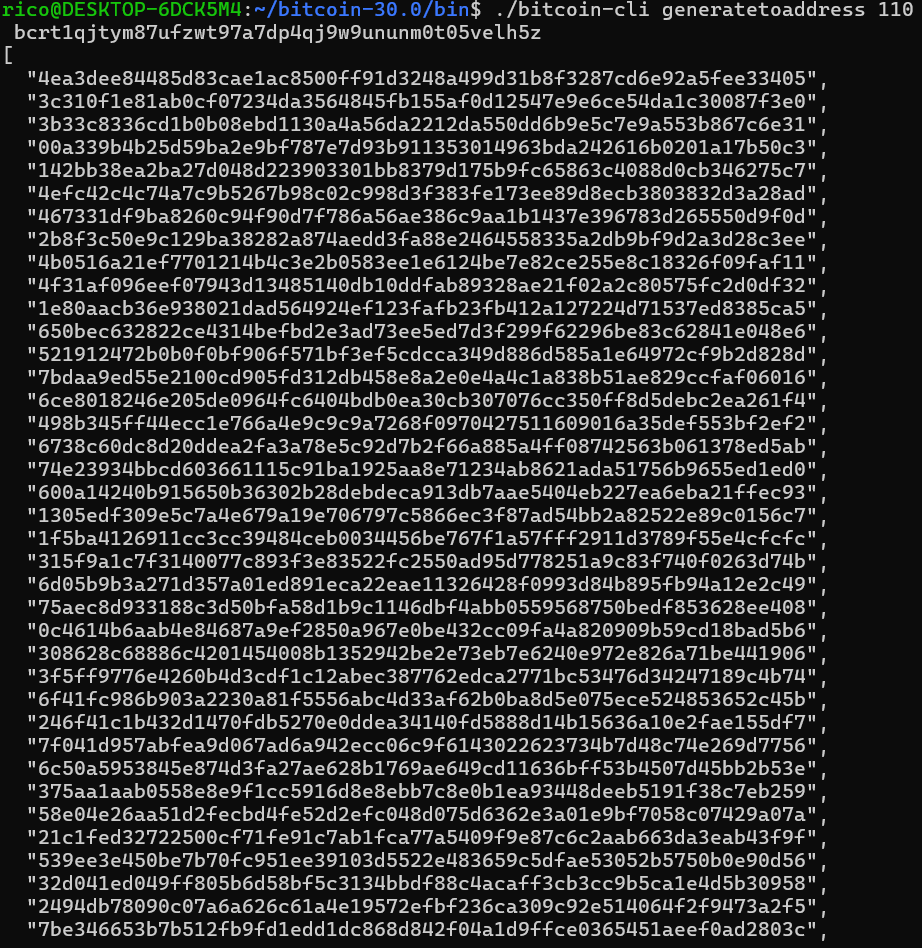 rico@DESKTOP-6DCK5M4:~/bitcoin-30.0/bin$ ./bitcoin-cli generatetoaddress 110
bcrt1qjtym87ufzwt97a7dp4qj9w9ununm0t05velh5z
[
"4ea3dee84485d83cae1ac8500ff91d3248a499d31b8f3287cd6e92a5fee33405",
"3c310f1e81ab0cf07234da3564845fb155af0d12547e9e6ce54da1c30087f3e0",
"3b33c8336cd1b0b08ebd1130a4a56da2212da550dd6b9e5c7e9a553b867c6e31",
"00a339b4b25d59ba2e9bf787e7d93b911353014963bda242616b0201a17b50c3",
"142bb38ea2ba27d048d223903301bb8379d175b9fc65863c4088d0cb346275c7",
"4efc42c4c74a7c9b5267b98c02c998d3f383fe173ee89d8ecb3803832d3a28ad",
"467331df9ba8260c94f90d7f786a56ae386c9aa1b1437e396783d265550d9f0d",
"2b8f3c50e9c129ba38282a874aedd3fa88e2464558335a2db9bf9d2a3d28c3ee",
"4b0516a21ef7701214b4c3e2b0583ee1e6124be7e82ce255e8c18326f09faf11",
"4f31af096eef07943d13485140db10ddfab89328ae21f02a2c80575fc2d0df32",
"1e80aacb36e938021dad564924ef123fafb23fb412a127224d71537ed8385ca5",
"650bec632822ce4314befbd2e3ad73ee5ed7d3f299f62296be83c62841e048e6",
"521912472b0b0f0bf906f571bf3ef5cdcca349d886d585a1e64972cf9b2d828d",
"7bdaa9ed55e2100cd905fd312db458e8a2e0e4a4c1a838b51ae829ccfaf06016",
"6ce8018246e205de0964fc6404bdb0ea30cb307076cc350ff8d5debc2ea261f4",
"498b345ff44ecc1e766a4e9c9c9a7268f0970427511609016a35def553bf2ef2",
"6738c60dc8d20ddea2fa3a78e5c92d7b2f66a885a4ff08742563b061378ed5ab",
"74e23934bbcd603661115c91ba1925aa8e71234ab8621ada51756b9655ed1ed0",
"600a14240b915650b36302b28debdeca913db7aae5404eb227ea6eba21ffec93",
"1305edf309e5c7a4e679a19e706797c5866ec3f87ad54bb2a82522e89c0156c7",
"1f5ba4126911cc3cc39484ceb0034456be767f1a57fff2911d3789f55e4cfcfc",
"315f9a1c7f3140077c893f3e83522fc2550ad95d778251a9c83f740f0263d74b",
"6d05b9b3a271d357a01ed891eca22eae11326428f0993d84b895fb94a12e2c49",
"75aec8d933188c3d50bfa58d1b9c1146dbf4abb0559568750bedf853628ee408",
"0c4614b6aab4e84687a9ef2850a967e0be432cc09fa4a820909b59cd18bad5b6",
"308628c68886c4201454008b1352942be2e73eb7e6240e972e826a71be441906",
"3f5ff9776e4260b4d3cdf1c12abec387762edca2771bc53476d34247189c4b74",
"6f41fc986b903a2230a81f5556abc4d33af62b0ba8d5e075ece524853652c45b",
"246f41c1b432d1470fdb5270e0ddea34140fd5888d14b15636a10e2fae155df7",
"7f041d957abfea9d067ad6a942ecc06c9f6143022623734b7d48c74e269d7756",
"6c50a5953845e874d3fa27ae628b1769ae649cd11636bff53b4507d45bb2b53e",
"375aa1aab0558e8e9f1cc5916d8e8ebb7c8e0b1ea93448deeb5191f38c7eb259",
"58e04e26aa51d2fecbd4fe52d2efc048d075d6362e3a01e9bf7058c07429a07a",
"21c1fed32722500cf71fe91c7ab1fca77a5409f9e87c6c2aab663da3eab43f9f",
"539ee3e450be7b70fc951ee39103d5522e483659c5dfae53052b5750b0e90d56",
"32d041ed049ff805b6d58bf5c3134bbdf88c4acaff3cb3cc9b5ca1e4d5b30958",
"2494db78090c07a6a626c61a4e19572efbf236ca309c92e514064f2f9473a2f5",
"7be346653b7b512fb9fd1edd1dc868d842f04a1d9ffce0365451aeef0ad2803c",